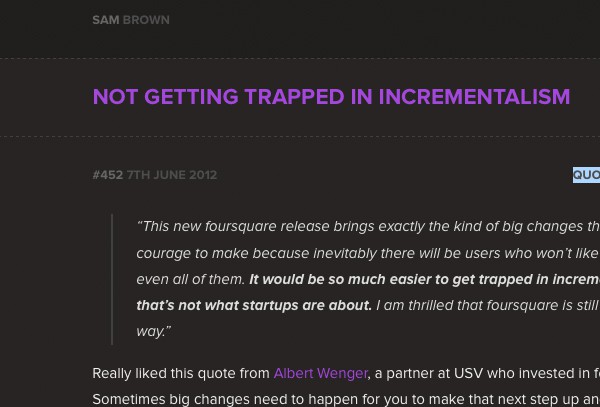 SAM BROWN
NOT GETTING TRAPPED IN INCREMENTALISM
#452 7TH JUNE 2012
QUO
“This new foursquare release brings exactly the kind of big changes th
courage to make because inevitably there will be users who won’t like
even all of them. It would be so much easier to get trapped in increm
that’s not what startups are about. I am thrilled that foursquare is still
way.”
Really liked this quote from Albert Wenger, a partner at USV who invested in f
Sometimes big changes need to happen for you to make that next step up an